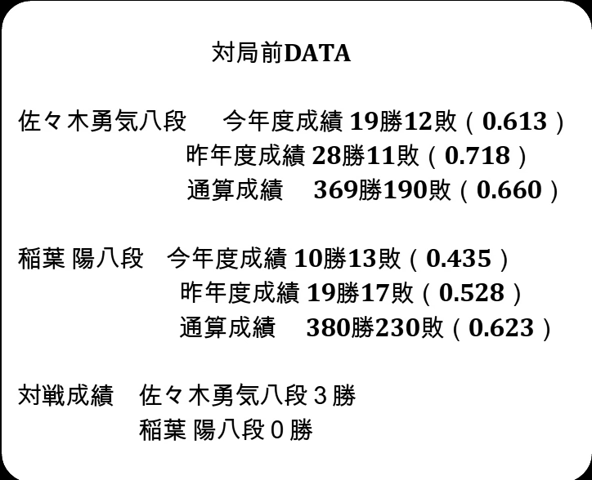 対局前DATA
佐々木勇気八段 今年度成績 19勝12敗（0.613）
昨年度成績 28勝11敗（0.718）
通算成績 369勝190敗（0.660）
稲葉 陽八段 今年度成績 10勝13敗（0.435）
昨年度成績 19勝17敗（0.528）
通算成績 380勝230敗（0.623）
対戦成績 佐々木勇気八段３勝
稲葉 陽八段０勝